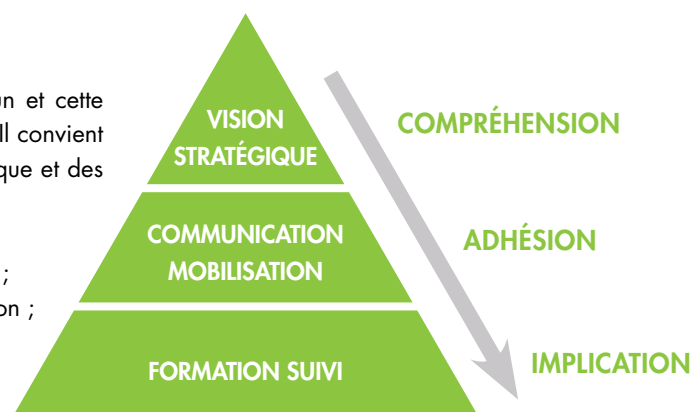 un et cette
Il convient
que et des
;
on ;
VISION
STRATÉGIQUE
COMMUNICATION
MOBILISATION
FORMATION SUIVI
COMPRÉHENSION
ADHÉSION
IMPLICATION